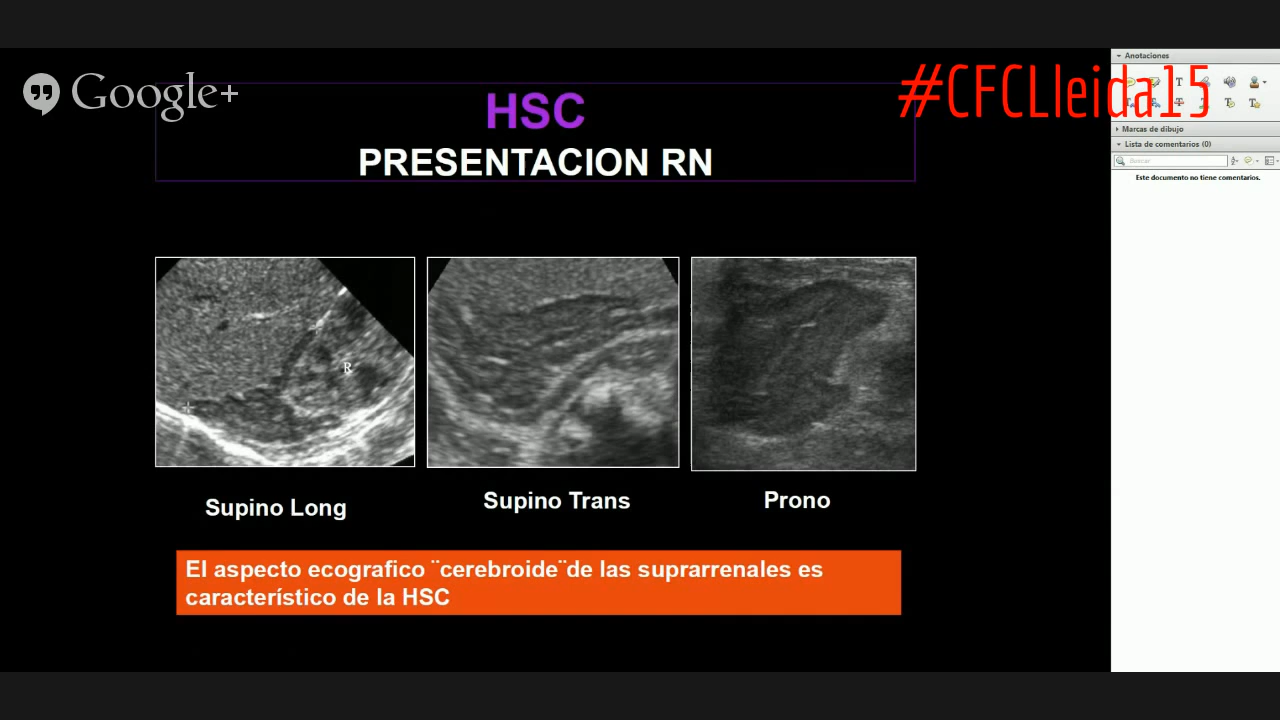 Google+
#CFCLleida15
HSC
PRESENTACION RN
R
Supino Long
Supino Trans
Prono
El aspecto ecografico ¨cerebroide¨de las suprarrenales es
característico de la HSC
Anotaciones
T
Marcas de dibujo
Lista de comentarios (0)
Buscar
Este documento no tiene comentarios.